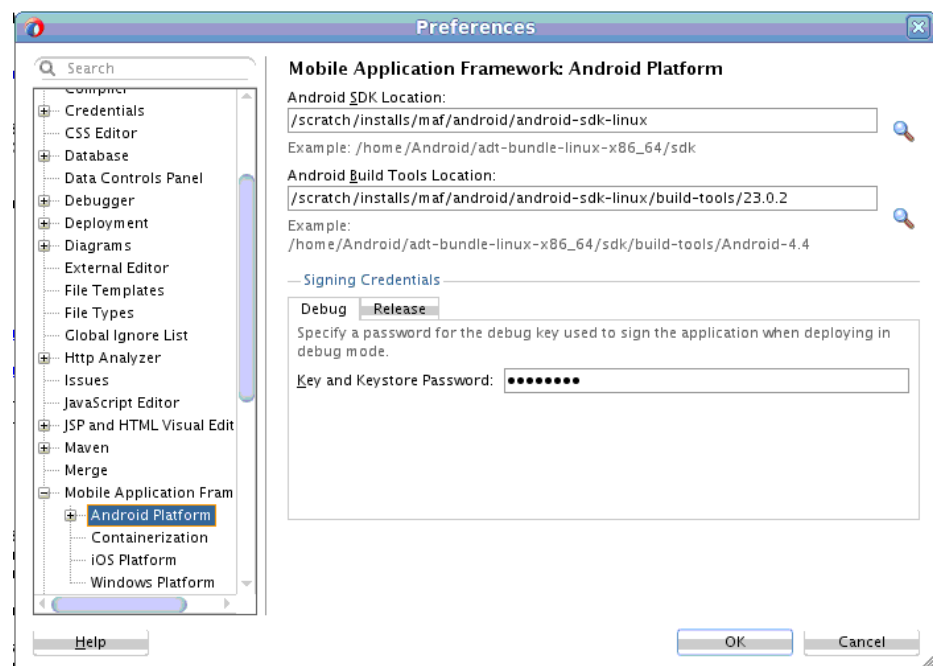 Preferences
Search
Compiler
Credentials
CSS Editor
Database
Data Controls Panel
Debugger
Deployment
Diagrams
External Editor
File Templates
File Types
Global Ignore List
Http Analyzer
Issues
JavaScript Editor
JSP and HTML Visual Edit
Maven
Merge
Mobile Application Fram
Android Platform
Containerization
iOS Platform
Windows Platform
Mobile Application Framework: Android Platform
Android SDK Location:
/scratch/installs/maf/android/android-sdk-linux
Example: /home/Android/adt-bundle-linux-x86_64/sdk
Android Build Tools Location:
/scratch/installs/maf/android/android-sdk-linux/build-tools/23.0.2
Example:
/home/Android/adt-bundle-linux-x86_64/sdk/build-tools/Android-4.4
Signing Credentials
Debug Release
Specify a password for the debug key used to sign the application when deploying in
debug mode.
Key and Keystore Password: ●●●●●●●●
Help OK Cancel